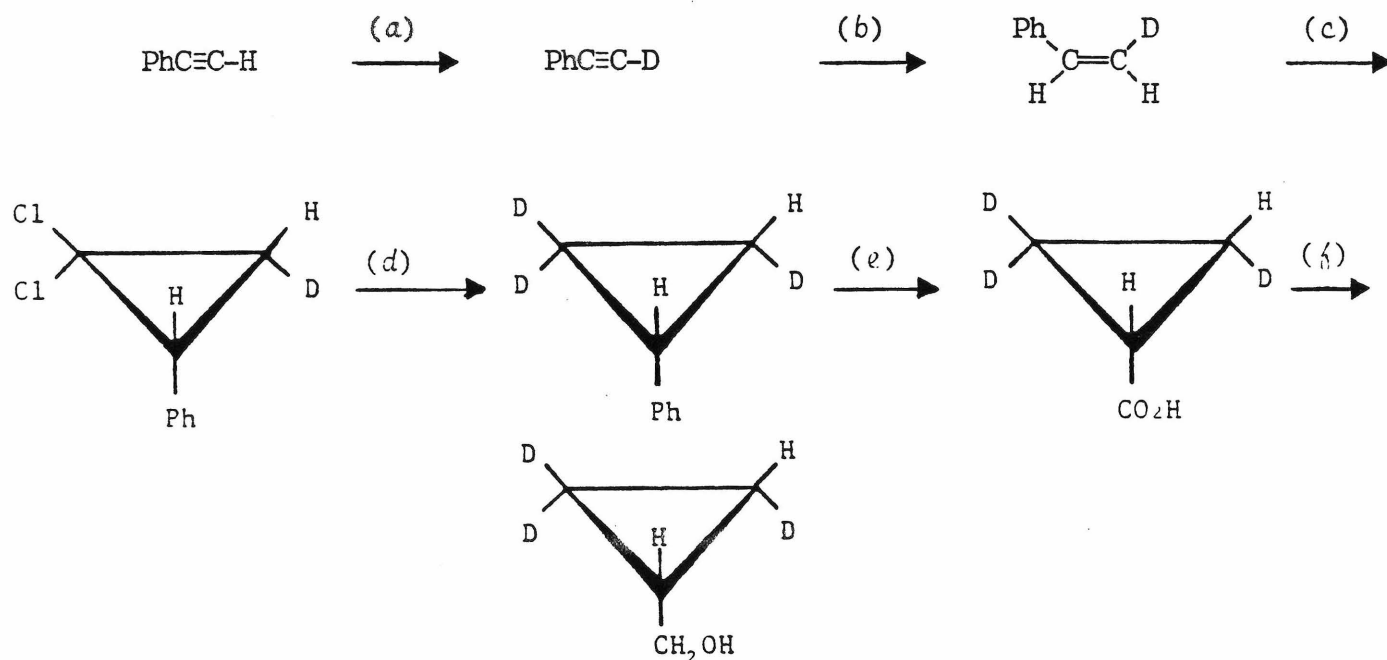 (a) (b) (c)
PhC≡C-H PhC≡C-D Ph D
C=C
H H
Cl H D H D H
(d) (e) (f)
Cl H D D H D D H D
Ph Ph CO₂H
D H
D H D
CH₂OH